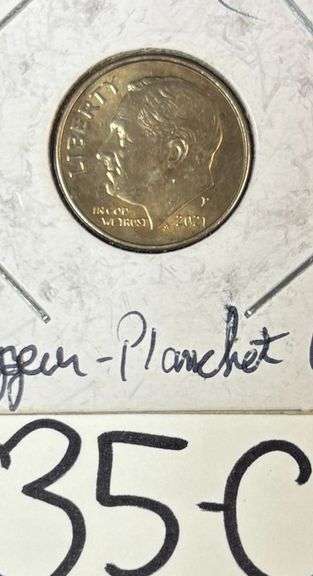 LIBERTY
IN GOD
WE TRUST
P
2021
Planchet
35-C